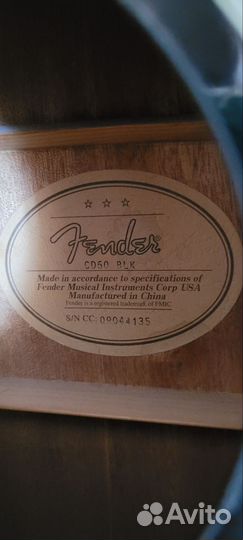 Fender
CD60 BLK
Made in accordance to specifications of
Fender Musical Instruments Corp USA
Manufactured in China
Fender is a registered trademark of FMIC
S/N CC: 09044135
Avito